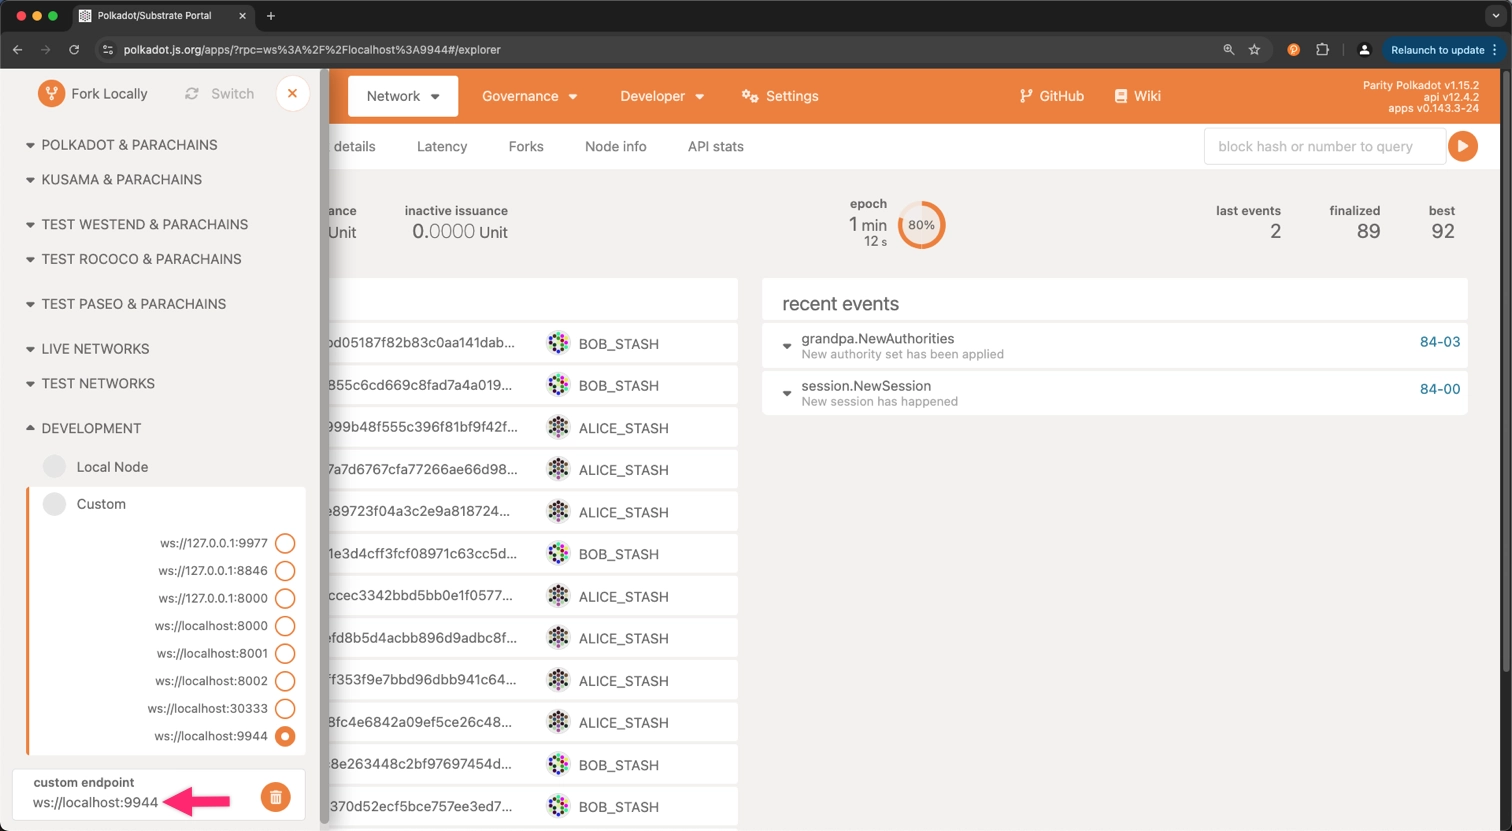 Polkadot/Substrate Portal
polkadot.js.org/apps/?rpc=ws%3A%2F%2Flocalhost%3A9944#/explorer
Relaunch to update
Fork Locally
Switch
POLKADOT & PARACHAINS
KUSAMA & PARACHAINS
TEST WESTEND & PARACHAINS
TEST ROCOCO & PARACHAINS
TEST PASEO & PARACHAINS
LIVE NETWORKS
TEST NETWORKS
DEVELOPMENT
Local Node
Custom
ws://127.0.0.1:9977
ws://127.0.0.1:8846
ws://127.0.0.1:8000
ws://localhost:8000
ws://localhost:8001
ws://localhost:8002
ws://localhost:30333
ws://localhost:9944
custom endpoint
ws://localhost:9944
Network
Governance
Developer
Settings
GitHub
Wiki
Parity Polkadot v1.15.2
api v12.4.2
apps v0.143.3-24
details
Latency
Forks
Node info
API stats
block hash or number to query
ance
Unit
inactive issuance
0.0000 Unit
epoch
1 min
12 s
80%
last events
2
finalized
89
best
92
d05187f82b83c0aa141dab... BOB_STASH
855c6cd669c8fad7a4a019... BOB_STASH
999b48f555c396f81bf9f42f... ALICE_STASH
7a7d6767cfa77266ae66d98... ALICE_STASH
e89723f04a3c2e9a818724... ALICE_STASH
1e3d4cff3fcf08971c63cc5d... BOB_STASH
ccec3342bbd5bb0e1f0577... ALICE_STASH
efd8b5d4acbb896d9adbc8f... ALICE_STASH
ff353f9e7bbd96dbb941c64... ALICE_STASH
8fc4e6842a09ef5ce26c48... ALICE_STASH
8e263448c2bf97697454d... BOB_STASH
370d52ecf5bce757ee3ed7... BOB_STASH
recent events
grandpa.NewAuthorities
New authority set has been applied
84-03
session.NewSession
New session has happened
84-00